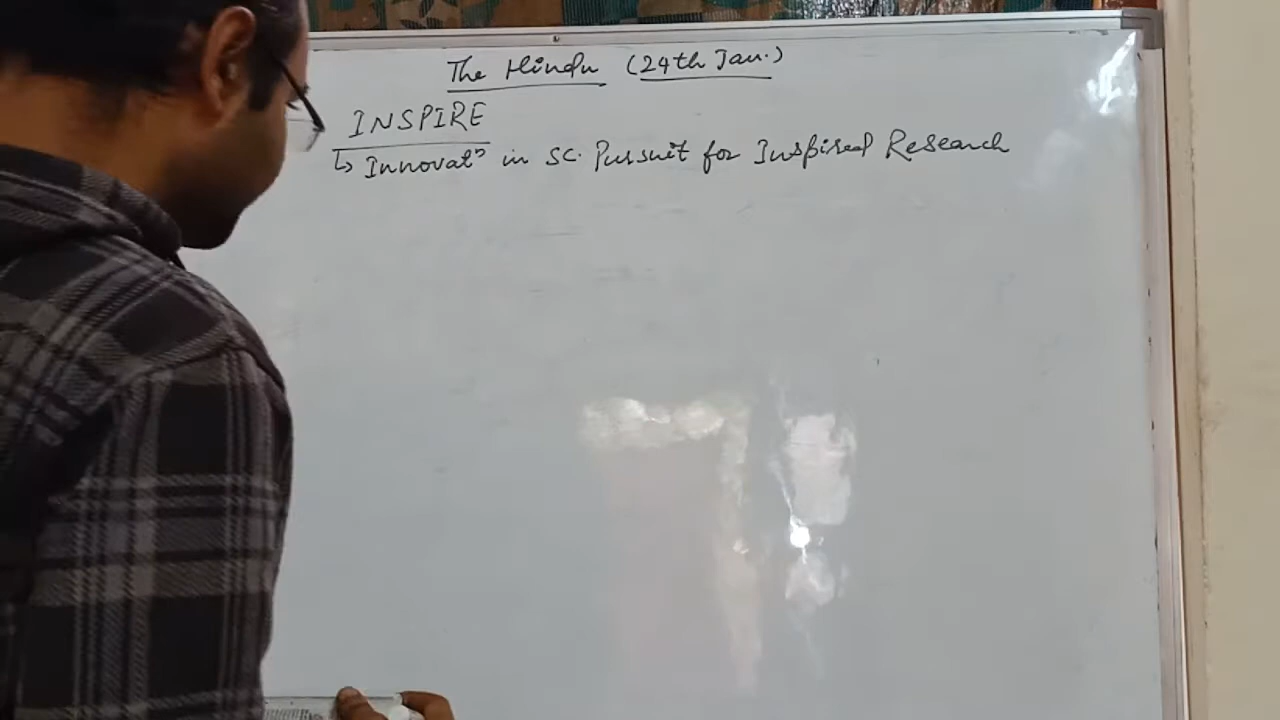 The Hindu (24th Jan.)
INSPIRE
↳ Innovatⁿ in SC. Pursuit for Inspired Research